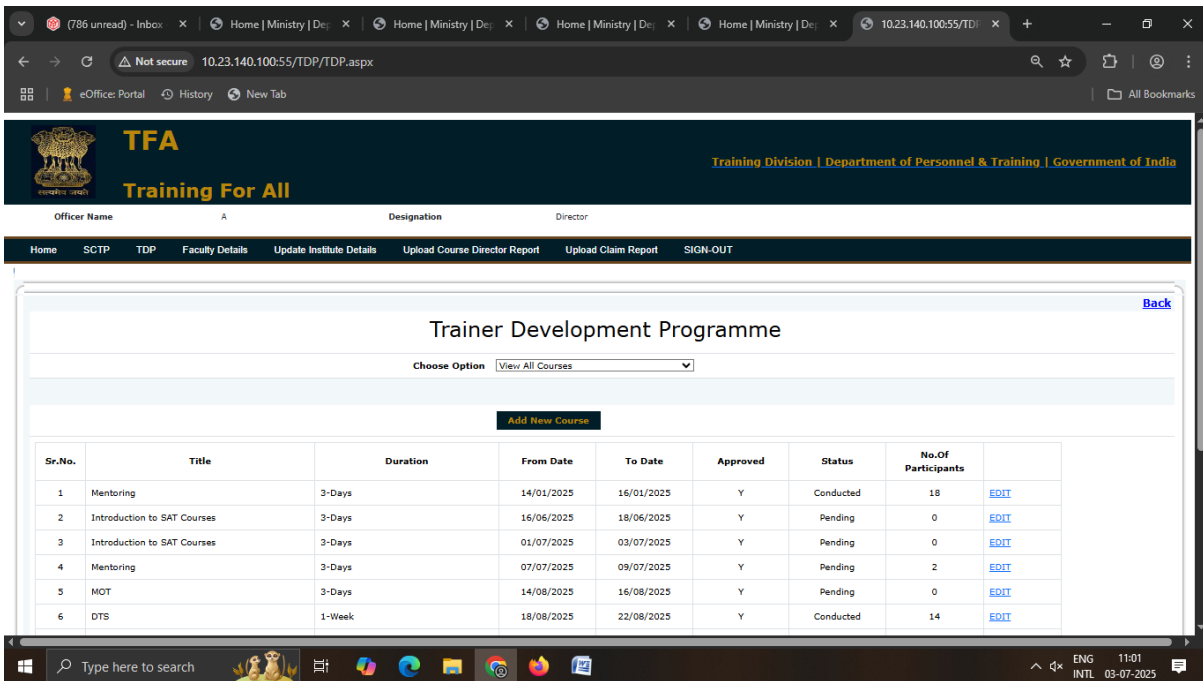 (786 unread) - Inbox
Home | Ministry | Dep
Home | Ministry | Dep
Home | Ministry | De
Home | Ministry | De
10.23.140.100:55/TD
Not secure 10.23.140.100:55/TDP/TDP.aspx
eOffice: Portal History New Tab All Bookmarks
TFA
Training Division | Department of Personnel & Training | Government of India
सत्यमेव जयते
Training For All
Officer Name A Designation Director
Home SCTP TDP Faculty Details Update Institute Details Upload Course Director Report Upload Claim Report SIGN-OUT
Back
Trainer Development Programme
Choose Option View All Courses
Add New Course
Sr.No. Title Duration From Date To Date Approved Status No.Of Participants
1 Mentoring 3-Days 14/01/2025 16/01/2025 Y Conducted 18 EDIT
2 Introduction to SAT Courses 3-Days 16/06/2025 18/06/2025 Y Pending 0 EDIT
3 Introduction to SAT Courses 3-Days 01/07/2025 03/07/2025 Y Pending 0 EDIT
4 Mentoring 3-Days 07/07/2025 09/07/2025 Y Pending 2 EDIT
5 MOT 3-Days 14/08/2025 16/08/2025 Y Pending 0 EDIT
6 DTS 1-Week 18/08/2025 22/08/2025 Y Conducted 14 EDIT
Type here to search
ENG 11:01
INTL 03-07-2025